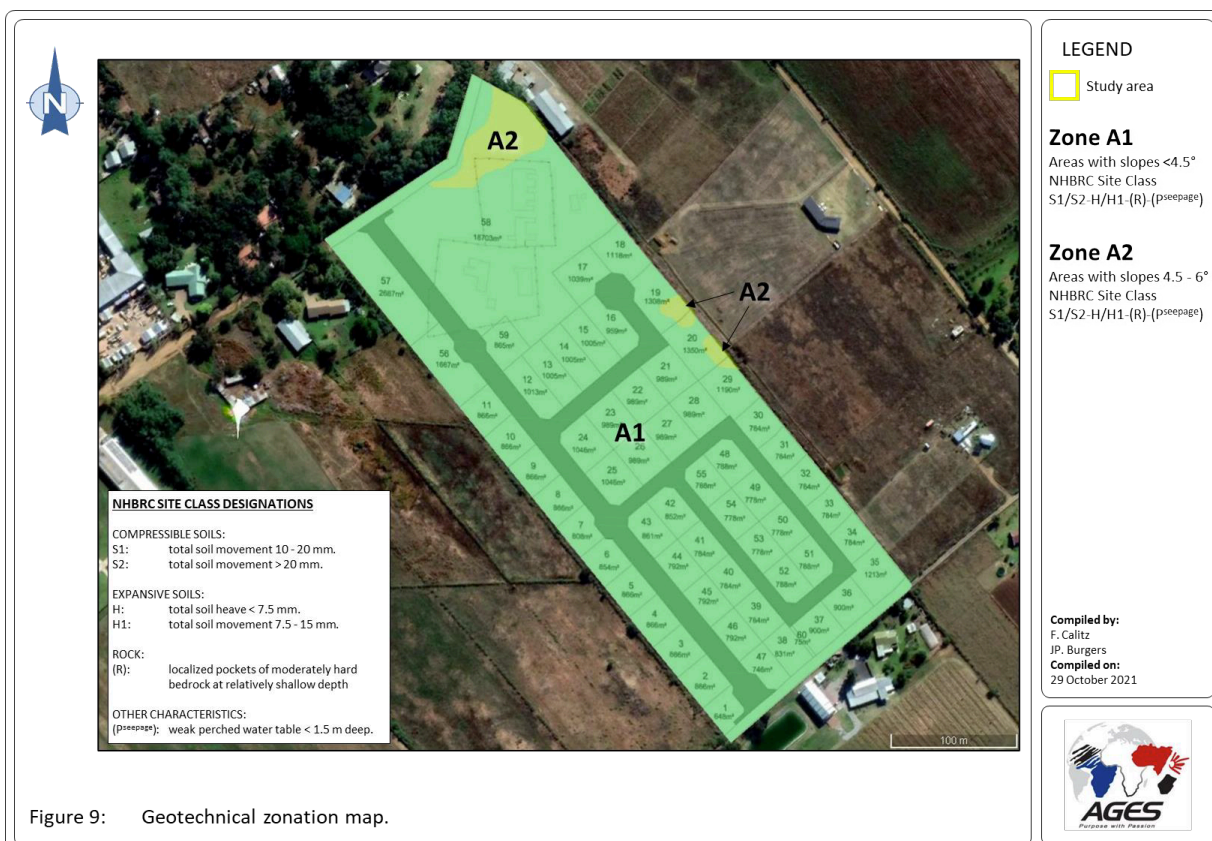 N
A2
58
16703m²
18
1118m²
17
1039m²
57
2687m²
19
1308m²
A2
16
959m²
15
1005m²
59
865m²
14
1005m²
20
1350m²
56
1667m²
13
1005m²
21
989m²
12
1013m²
29
1190m²
22
989m²
11
868m²
28
989m²
23
989m²
30
784m²
A1
27
989m²
10
866m²
24
1046m²
26
989m²
31
784m²
48
788m²
9
866m²
25
1046m²
55
788m²
32
784m²
49
778m²
8
866m²
42
852m²
54
778m²
33
784m²
7
808m²
43
861m²
50
778m²
34
784m²
41
784m²
53
778m²
6
854m²
44
792m²
51
788m²
35
1213m²
5
866m²
40
784m²
52
788m²
45
792m²
36
900m²
4
866m²
39
784m²
46
792m²
37
900m²
3
866m²
38
831m²
60
75m²
47
746m²
2
866m²
1
648m²
NHBRC SITE CLASS DESIGNATIONS
COMPRESSIBLE SOILS:
S1: total soil movement 10 - 20 mm.
S2: total soil movement > 20 mm.
EXPANSIVE SOILS:
H: total soil heave < 7.5 mm.
H1: total soil movement 7.5 - 15 mm.
ROCK:
(R): localized pockets of moderately hard
bedrock at relatively shallow depth
OTHER CHARACTERISTICS:
(Pseepage): weak perched water table < 1.5 m deep.
100 m
Figure 9: Geotechnical zonation map.
LEGEND
Study area
Zone A1
Areas with slopes <4.5°
NHBRC Site Class
S1/S2-H/H1-(R)-(Pseepage)
Zone A2
Areas with slopes 4.5 - 6°
NHBRC Site Class
S1/S2-H/H1-(R)-(Pseepage)
Compiled by:
F. Calitz
JP. Burgers
Compiled on:
29 October 2021
AGES
Purpose with Passion